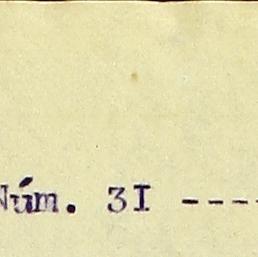 Núm. 3I ----